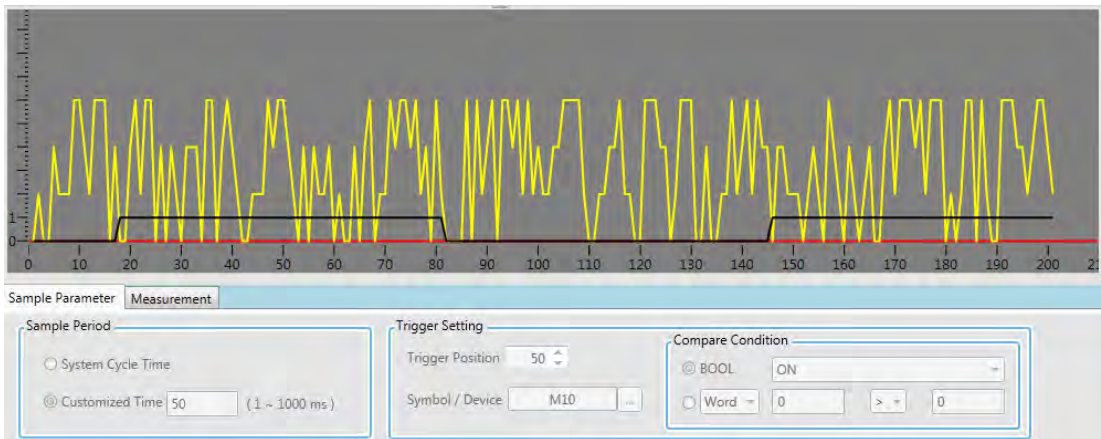 1
0
0 10 20 30 40 50 60 70 80 90 100 110 120 130 140 150 160 170 180 190 200
Sample Parameter Measurement
Sample Period
System Cycle Time
Customized Time 50 ( 1 ~ 1000 ms )
Trigger Setting
Trigger Position 50
Symbol / Device M10 ...
Compare Condition
BOOL ON
Word 0 > 0